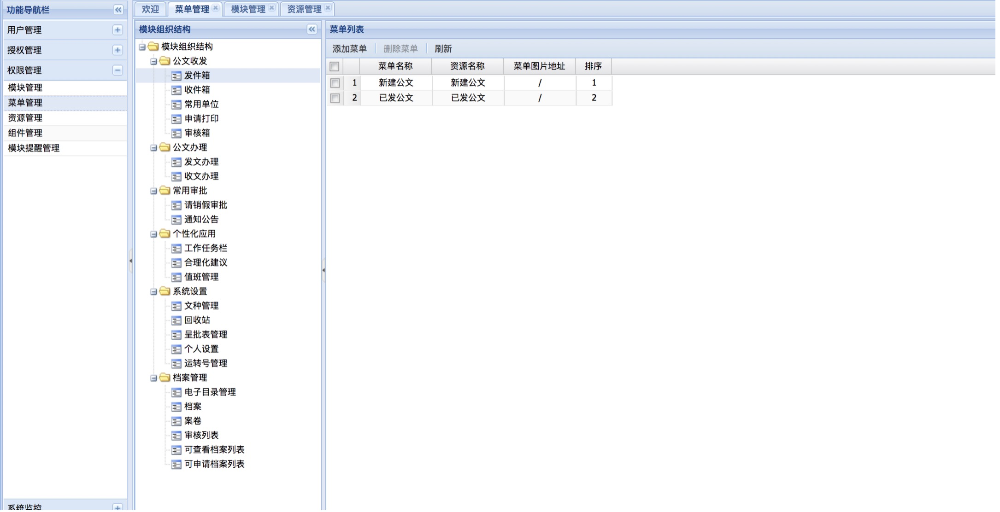 功能导航栏
用户管理
授权管理
权限管理
模块管理
菜单管理
资源管理
组件管理
模块提醒管理
系统监控
欢迎 菜单管理 模块管理 资源管理
模块组织结构
模块组织结构
公文收发
发件箱
收件箱
常用单位
申请打印
审核箱
公文办理
发文办理
收文办理
常用审批
请销假审批
通知公告
个性化应用
工作任务栏
合理化建议
值班管理
系统设置
文种管理
回收站
呈批表管理
个人设置
运转号管理
档案管理
电子目录管理
档案
案卷
审核列表
可查看档案列表
可申请档案列表
菜单列表
添加菜单 删除菜单 刷新
菜单名称 资源名称 菜单图片地址 排序
1 新建公文 新建公文 / 1
2 已发公文 已发公文 / 2